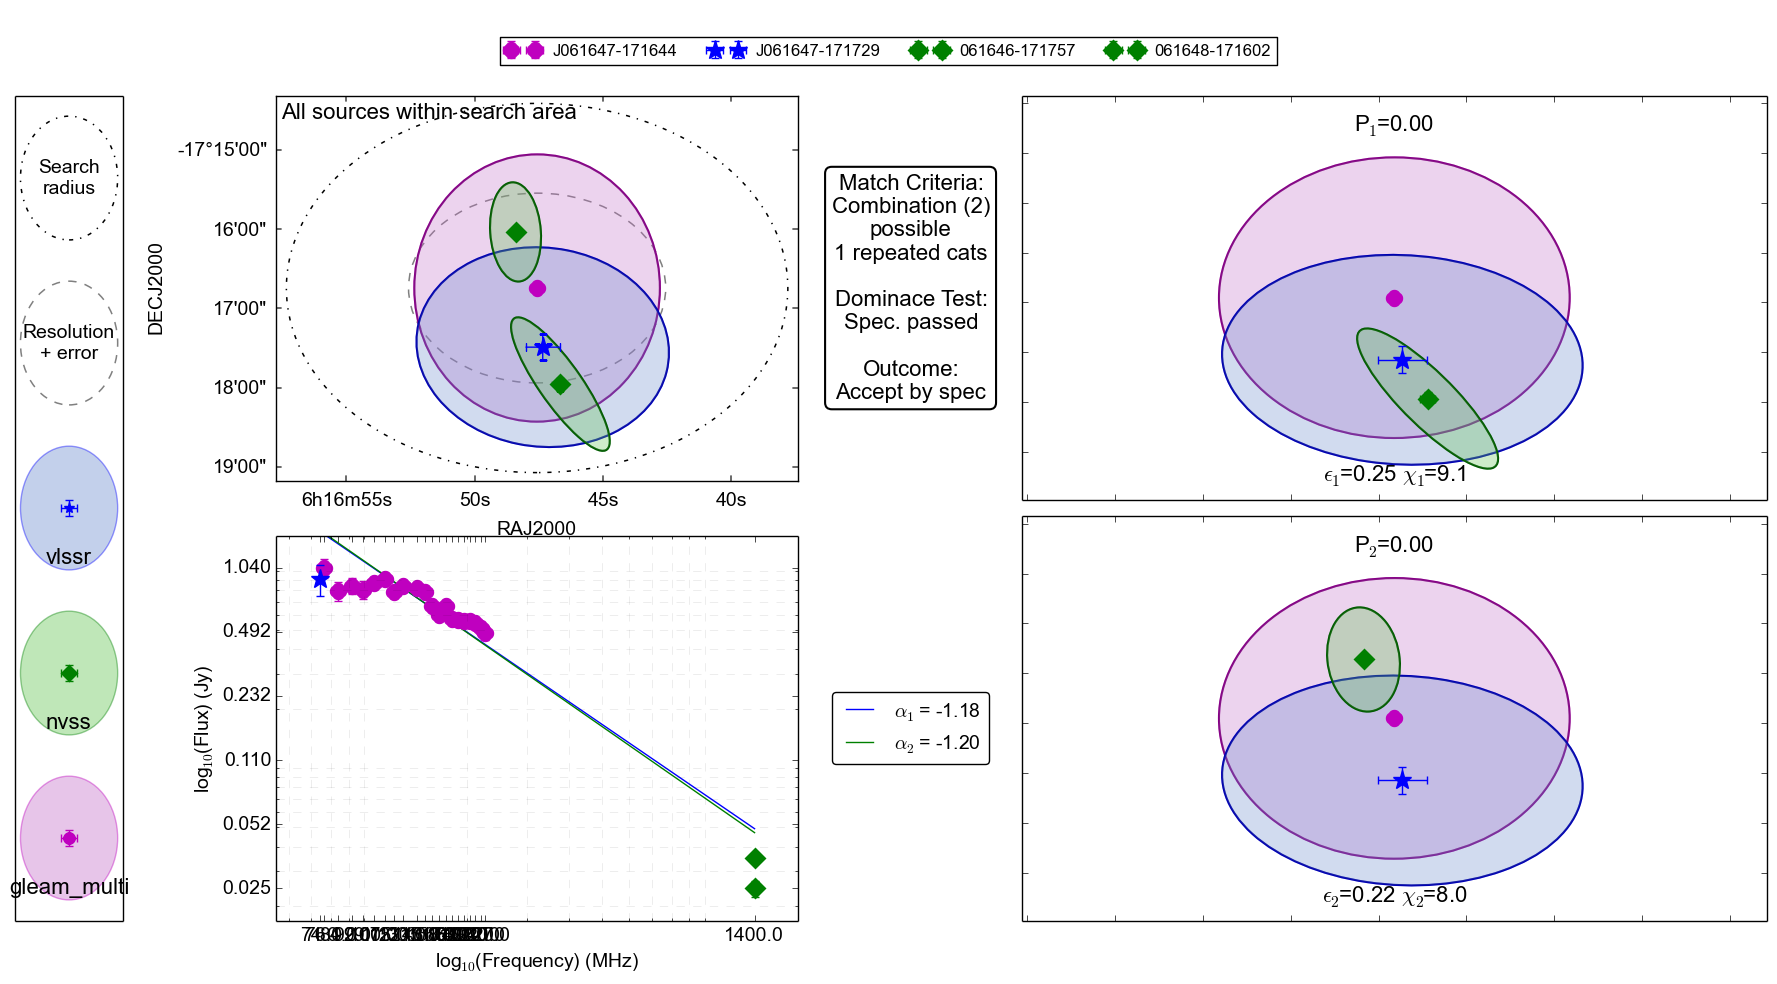 J061647-171644
J061647-171729
061646-171757
061648-171602
Search
radius
Resolution
+ error
vlssr
nvss
gleam_multi
All sources within search area
DECJ2000
-17°15'00"
16'00"
17'00"
18'00"
19'00"
6h16m55s
50s
45s
40s
RAJ2000
Match Criteria:
Combination (2)
possible
1 repeated cats
Dominace Test:
Spec. passed
Outcome:
Accept by spec
P1=0.00
ϵ1=0.25 χ1=9.1
log10(Flux) (Jy)
1.040
0.492
0.232
0.110
0.052
0.025
1400.0
log10(Frequency) (MHz)
α1 = -1.18
α2 = -1.20
P2=0.00
ϵ2=0.22 χ2=8.0